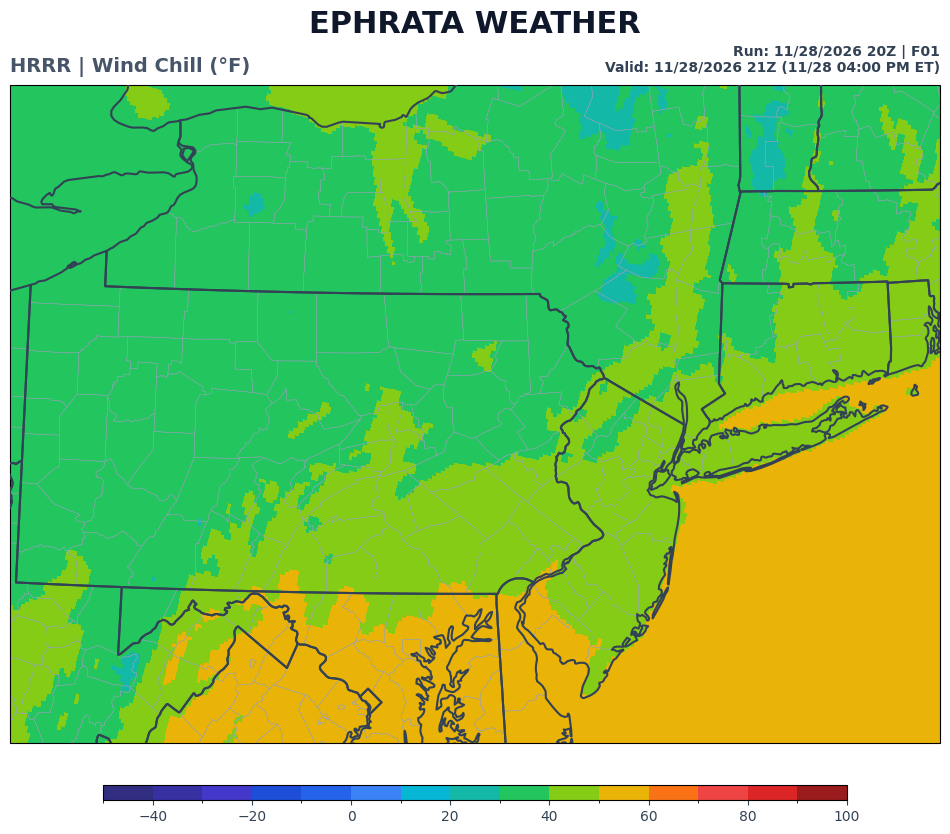 EPHRATA WEATHER
HRRR | Wind Chill (°F)
Run: 11/28/2026 20Z | F01
Valid: 11/28/2026 21Z (11/28 04:00 PM ET)
−40 −20 0 20 40 60 80 100